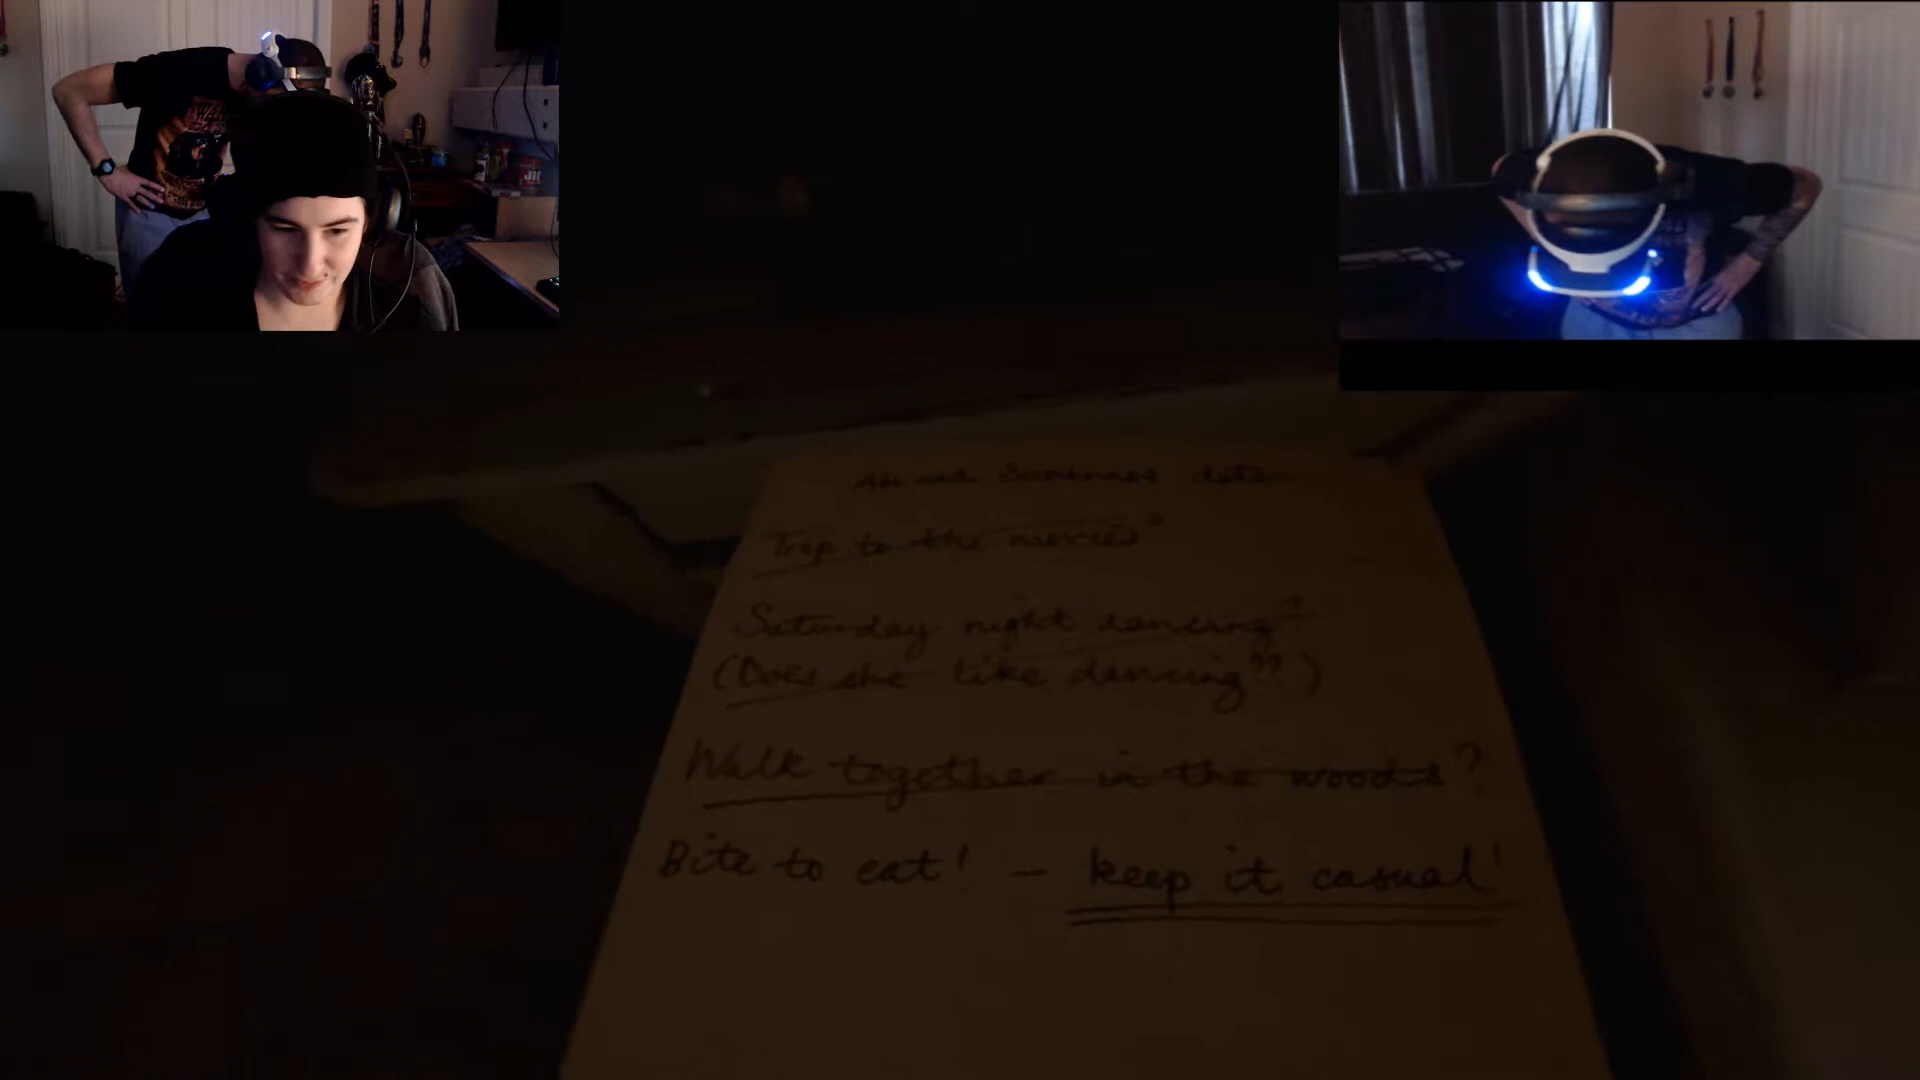 Trip to the movies?
Saturday night dancing?
(Does she like dancing??)
Walk together in the woods?
Bite to eat! - keep it casual!